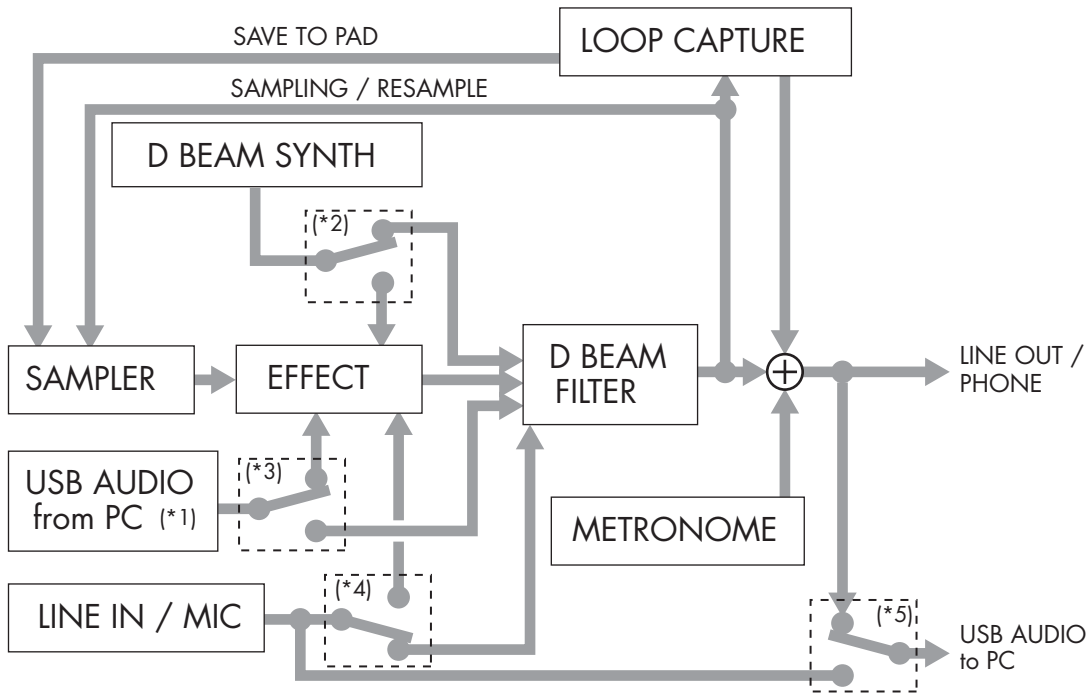 LOOP CAPTURE
SAVE TO PAD
SAMPLING / RESAMPLE
D BEAM SYNTH
(*2)
SAMPLER
EFFECT
D BEAM
FILTER
LINE OUT /
PHONE
USB AUDIO
from PC (*1)
(*3)
METRONOME
LINE IN / MIC
(*4)
(*5)
USB AUDIO
to PC